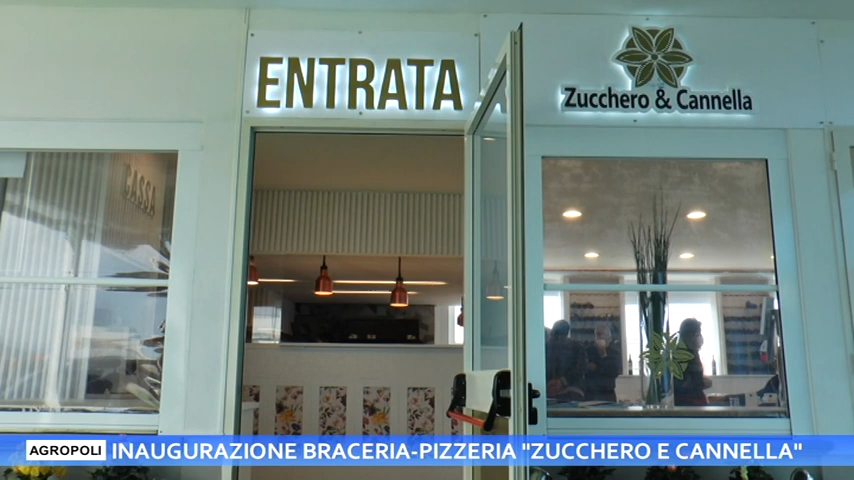 ENTRATA
Zucchero & Cannella
CASSA
AGROPOLI INAUGURAZIONE BRACERIA-PIZZERIA "ZUCCHERO E CANNELLA"